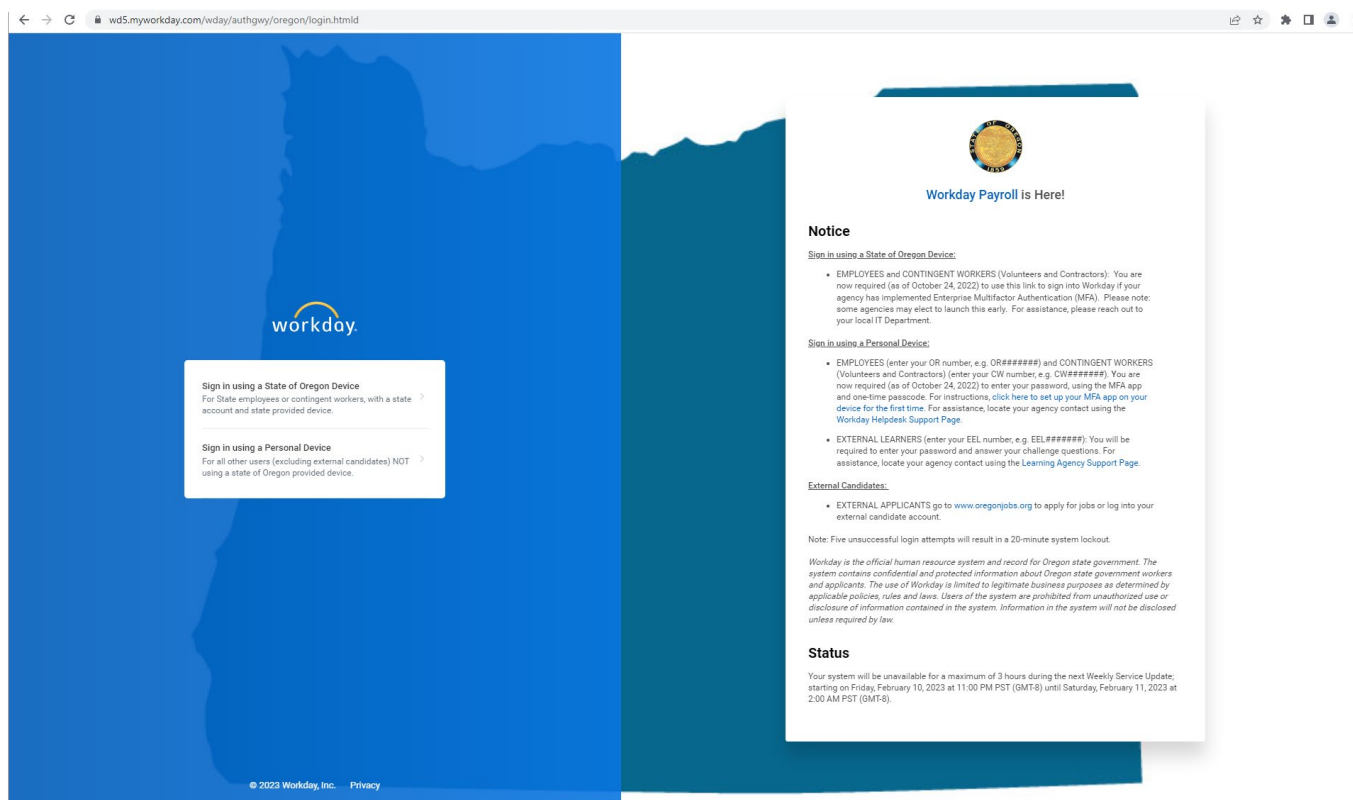 wd5.myworkday.com/wday/authgwy/oregon/login.htmld
workday.
Sign in using a State of Oregon Device
For State employees or contingent workers, with a state
account and state provided device.
Sign in using a Personal Device
For all other users (excluding external candidates) NOT
using a state of Oregon provided device.
© 2023 Workday, Inc. Privacy
STATE OF OREGON
1859
Workday Payroll is Here!
Notice
Sign in using a State of Oregon Device:
• EMPLOYEES and CONTINGENT WORKERS (Volunteers and Contractors): You are
now required (as of October 24, 2022) to use this link to sign into Workday if your
agency has implemented Enterprise Multifactor Authentication (MFA). Please note:
some agencies may elect to launch this early. For assistance, please reach out to
your local IT Department.
Sign in using a Personal Device:
• EMPLOYEES (enter your OR number, e.g. OR#######) and CONTINGENT WORKERS
(Volunteers and Contractors) (enter your CW number, e.g. CW#######). You are
now required (as of October 24, 2022) to enter your password, using the MFA app
and one-time passcode. For instructions, click here to set up your MFA app on your
device for the first time. For assistance, locate your agency contact using the
Workday Helpdesk Support Page.
• EXTERNAL LEARNERS (enter your EEL number, e.g. EEL#######): You will be
required to enter your password and answer your challenge questions. For
assistance, locate your agency contact using the Learning Agency Support Page.
External Candidates:
• EXTERNAL APPLICANTS go to www.oregonjobs.org to apply for jobs or log into your
external candidate account.
Note: Five unsuccessful login attempts will result in a 20-minute system lockout.
Workday is the official human resource system and record for Oregon state government. The
system contains confidential and protected information about Oregon state government workers
and applicants. The use of Workday is limited to legitimate business purposes as determined by
applicable policies, rules and laws. Users of the system are prohibited from unauthorized use or
disclosure of information contained in the system. Information in the system will not be disclosed
unless required by law.
Status
Your system will be unavailable for a maximum of 3 hours during the next Weekly Service Update;
starting on Friday, February 10, 2023 at 11:00 PM PST (GMT-8) until Saturday, February 11, 2023 at
2:00 AM PST (GMT-8).